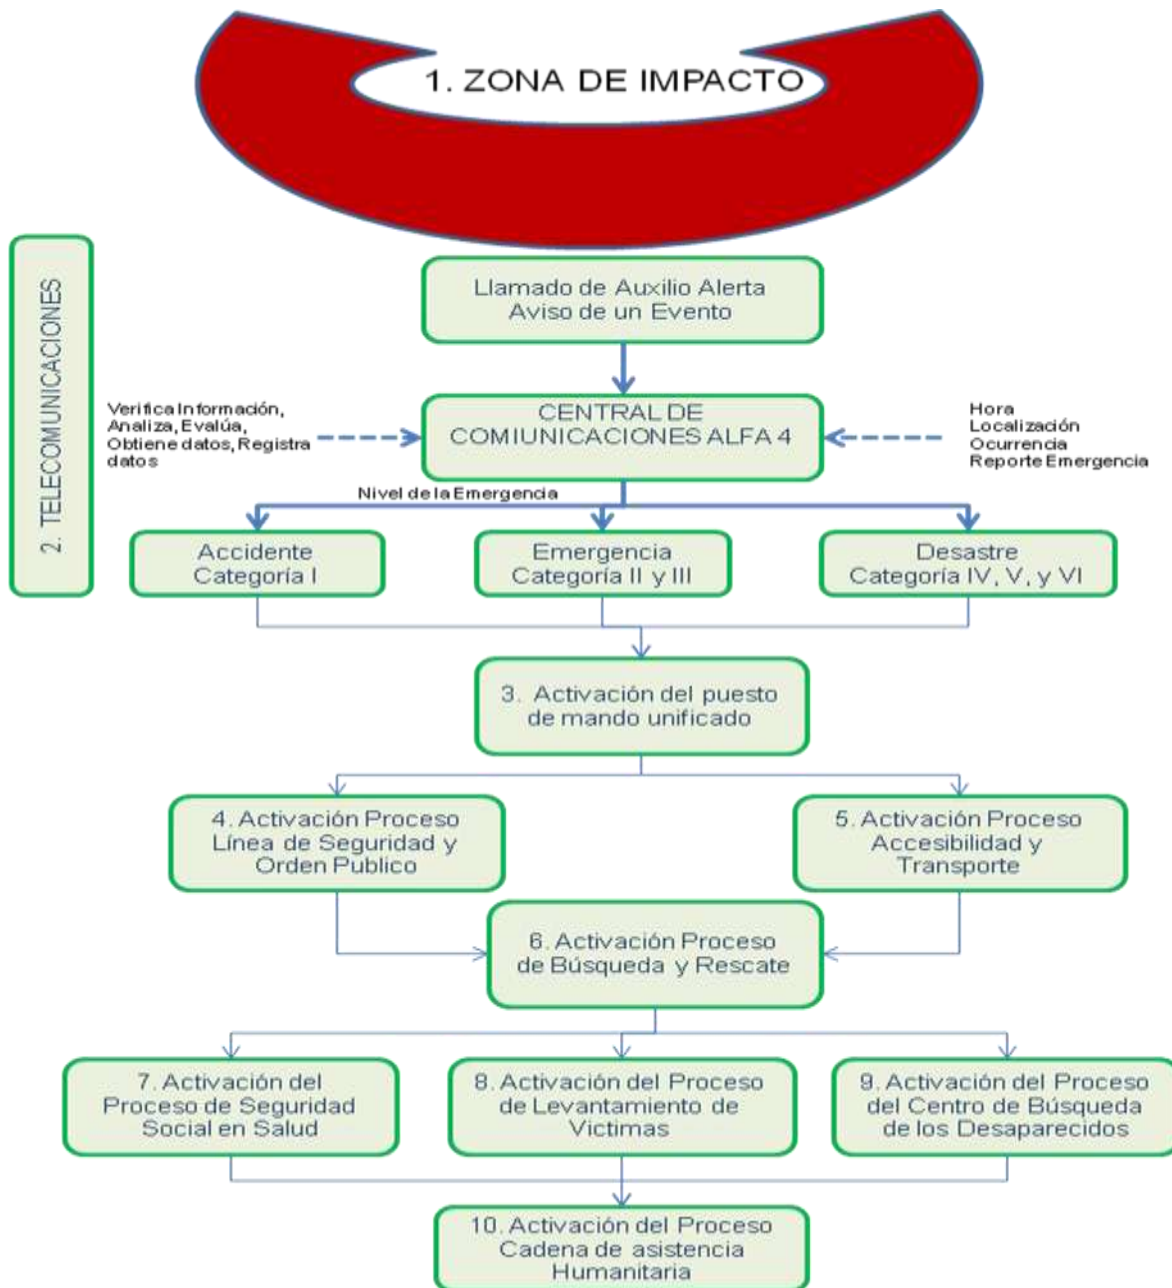 1. ZONA DE IMPACTO
2. TELECOMUNICACIONES
Llamado de Auxilio Alerta
Aviso de un Evento
Verifica Información,
Analiza, Evalúa,
Obtiene datos, Registra
datos
CENTRAL DE
COMIUNICACIONES ALFA 4
Hora
Localización
Ocurrencia
Reporte Emergencia
Nivel de la Emergencia
Accidente
Categoría I
Emergencia
Categoría II y III
Desastre
Categoría IV, V, y VI
3. Activación del puesto
de mando unificado
4. Activación Proceso
Línea de Seguridad y
Orden Publico
5. Activación Proceso
Accesibilidad y
Transporte
6. Activación Proceso
de Búsqueda y Rescate
7. Activación del
Proceso de Seguridad
Social en Salud
8. Activación del Proceso
de Levantamiento de
Victimas
9. Activación del Proceso
del Centro de Búsqueda
de los Desaparecidos
10. Activación del Proceso
Cadena de asistencia
Humanitaria